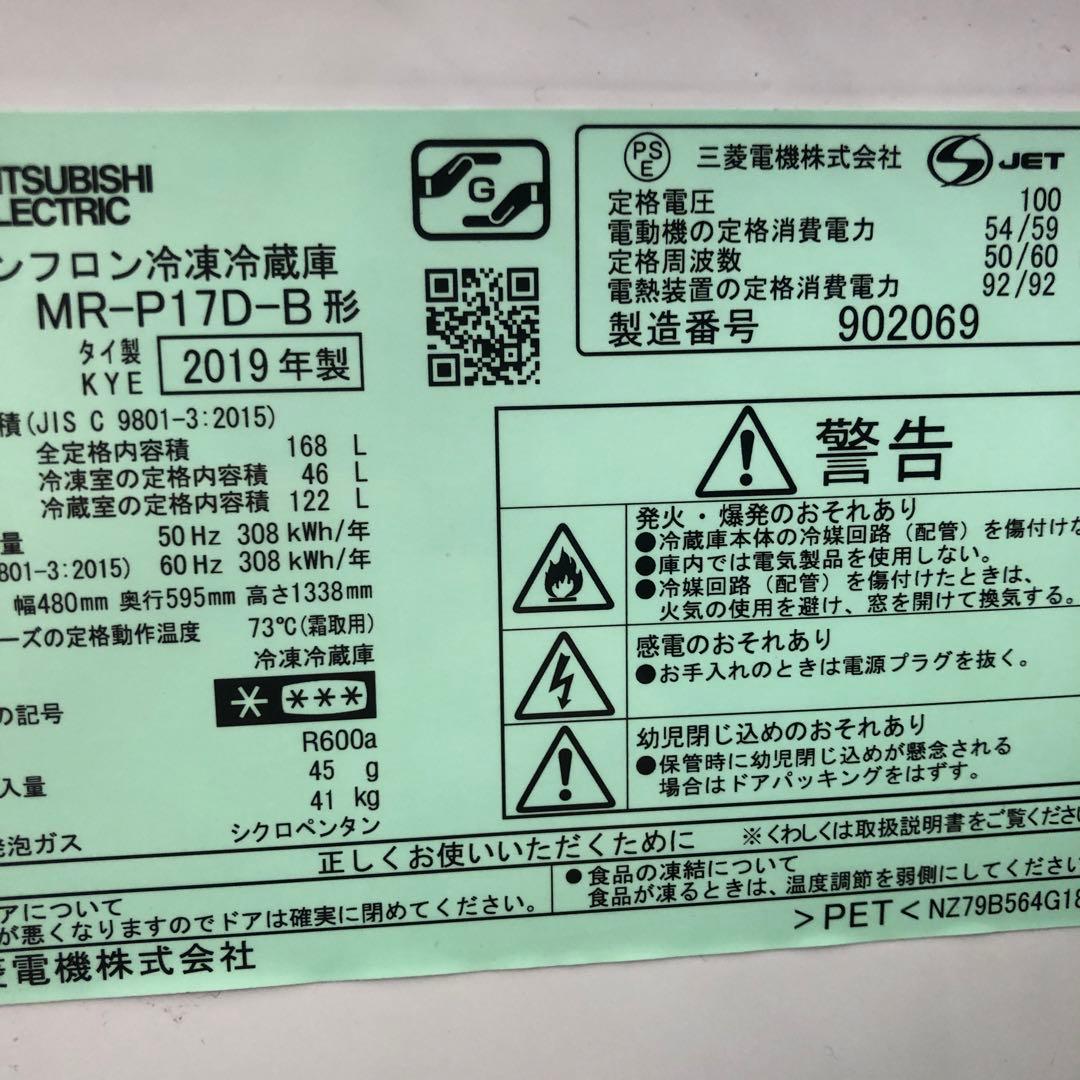 ITSUBISHI
LECTRIC
ンフロン冷凍冷蔵庫
MR-P17D-B 形
タイ製
KYE
2019 年製
積(JIS C 9801-3:2015)
全定格内容積 168 L
冷凍室の定格内容積 46 L
冷蔵室の定格内容積 122 L
量 50 Hz 308 kWh/年
801-3:2015) 60 Hz 308 kWh/年
幅480mm 奥行595mm 高さ1338mm
ーズの定格動作温度 73℃(霜取用)
冷凍冷蔵庫
の記号 * ***
R600a
入量 45 g
41 kg
発泡ガス シクロペンタン
G
PSE 三菱電機株式会社 S JET
定格電圧 100
電動機の定格消費電力 54/59
定格周波数 50/60
電熱装置の定格消費電力 92/92
製造番号 902069
警告
発火・爆発のおそれあり
●冷蔵庫本体の冷媒回路(配管)を傷付けな
●庫内では電気製品を使用しない。
●冷媒回路(配管)を傷付けたときは、
火気の使用を避け、窓を開けて換気する。
感電のおそれあり
●お手入れのときは電源プラグを抜く。
幼児閉じ込めのおそれあり
●保管時に幼児閉じ込めが懸念される
場合はドアパッキングをはずす。
正しくお使いいただくために ※くわしくは取扱説明書をご覧くださ
アについて
が悪くなりますのでドアは確実に閉めてください。
●食品の凍結について
食品が凍るときは、温度調節を弱側にしてください
菱電機株式会社
>PET< NZ79B564G18